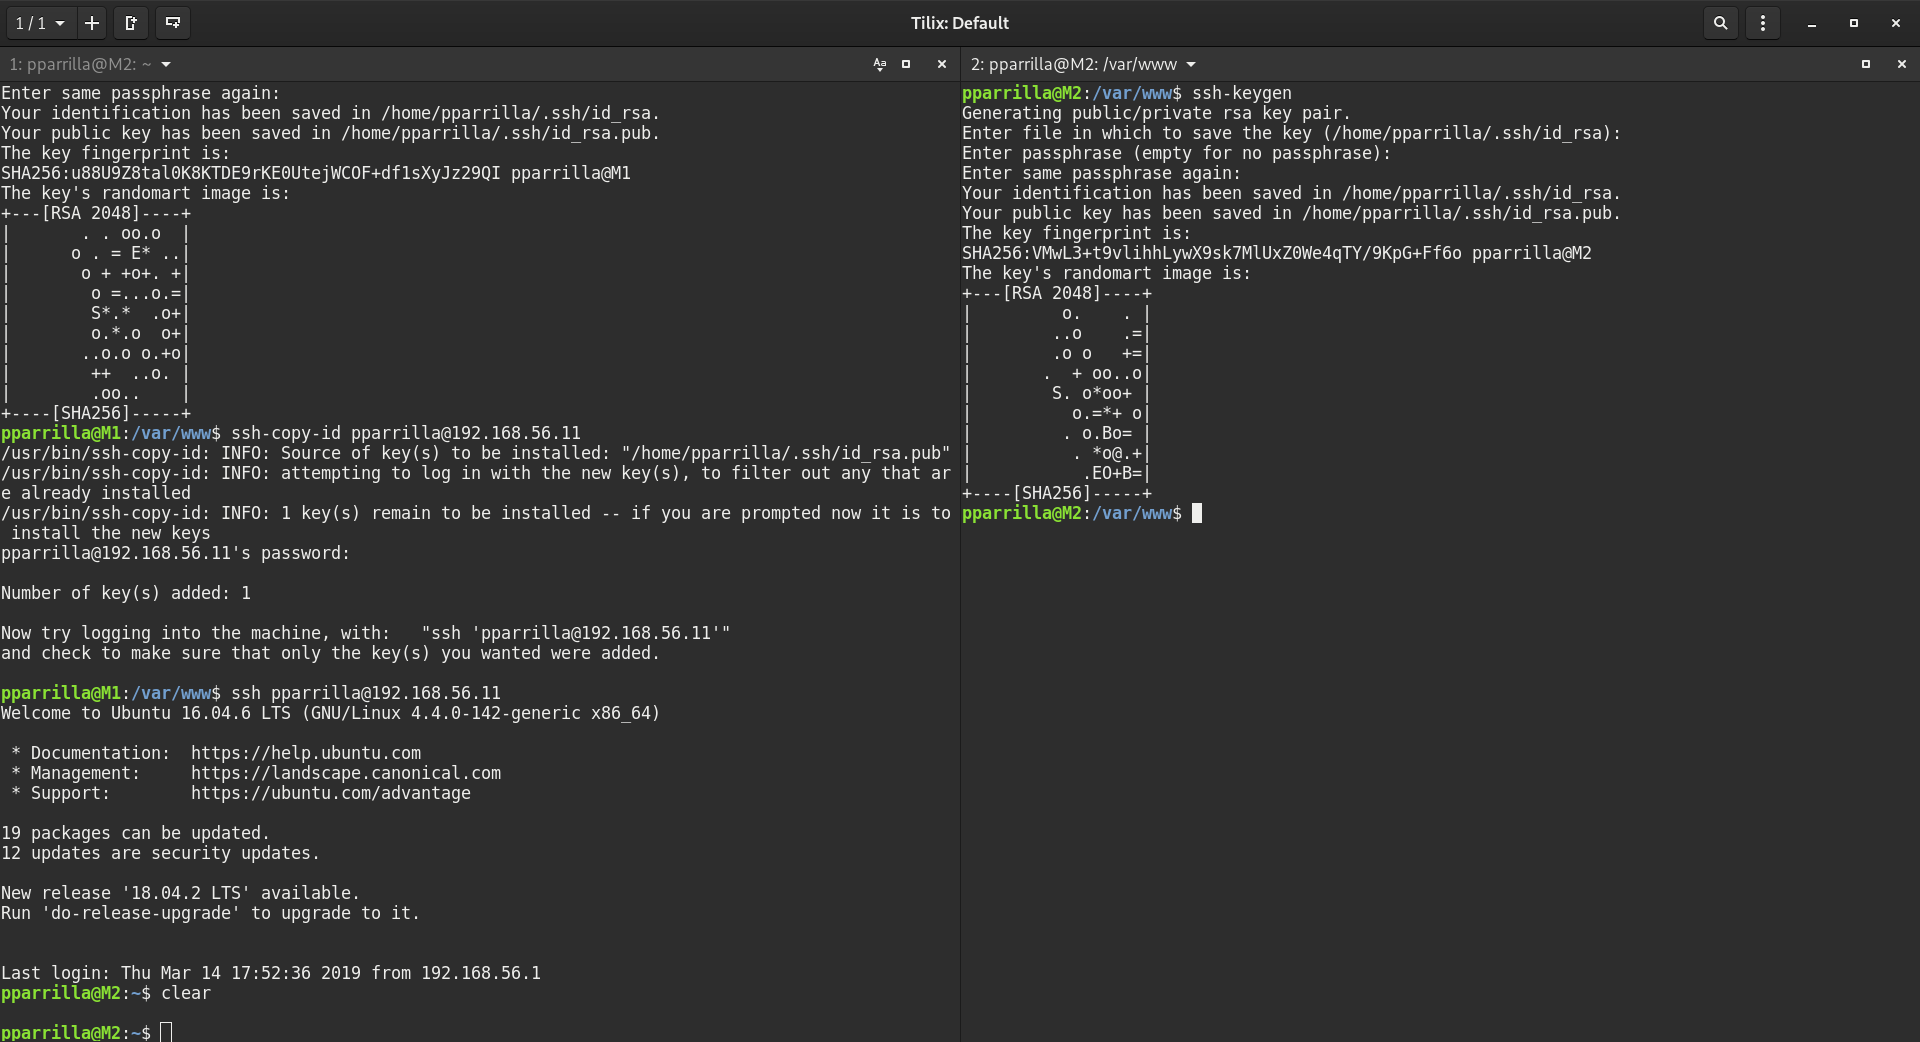 1 / 1
Tilix: Default
1: pparrilla@M2: ~
Enter same passphrase again:
Your identification has been saved in /home/pparrilla/.ssh/id_rsa.
Your public key has been saved in /home/pparrilla/.ssh/id_rsa.pub.
The key fingerprint is:
SHA256:u88U9Z8tal0K8KTDE9rKE0UtejWCOF+df1sXyJz29QI pparrilla@M1
The key's randomart image is:
+---[RSA 2048]----+
|       . . oo.o  |
|      o . = E* ..|
|       o + +o+. +|
|        o =...o.=|
|        S*.*  .o+|
|        o.*.o  o+|
|       ..o.o o.+o|
|        ++  ..o. |
|        .oo..    |
+----[SHA256]-----+
pparrilla@M1:/var/www$ ssh-copy-id pparrilla@192.168.56.11
/usr/bin/ssh-copy-id: INFO: Source of key(s) to be installed: "/home/pparrilla/.ssh/id_rsa.pub"
/usr/bin/ssh-copy-id: INFO: attempting to log in with the new key(s), to filter out any that ar
e already installed
/usr/bin/ssh-copy-id: INFO: 1 key(s) remain to be installed -- if you are prompted now it is to
 install the new keys
pparrilla@192.168.56.11's password:
Number of key(s) added: 1
Now try logging into the machine, with:   "ssh 'pparrilla@192.168.56.11'"
and check to make sure that only the key(s) you wanted were added.
pparrilla@M1:/var/www$ ssh pparrilla@192.168.56.11
Welcome to Ubuntu 16.04.6 LTS (GNU/Linux 4.4.0-142-generic x86_64)
 * Documentation:  https://help.ubuntu.com
 * Management:     https://landscape.canonical.com
 * Support:        https://ubuntu.com/advantage
19 packages can be updated.
12 updates are security updates.
New release '18.04.2 LTS' available.
Run 'do-release-upgrade' to upgrade to it.
Last login: Thu Mar 14 17:52:36 2019 from 192.168.56.1
pparrilla@M2:~$ clear
pparrilla@M2:~$
2: pparrilla@M2: /var/www
pparrilla@M2:/var/www$ ssh-keygen
Generating public/private rsa key pair.
Enter file in which to save the key (/home/pparrilla/.ssh/id_rsa):
Enter passphrase (empty for no passphrase):
Enter same passphrase again:
Your identification has been saved in /home/pparrilla/.ssh/id_rsa.
Your public key has been saved in /home/pparrilla/.ssh/id_rsa.pub.
The key fingerprint is:
SHA256:VMwL3+t9vlihhLywX9sk7MlUxZ0We4qTY/9KpG+Ff6o pparrilla@M2
The key's randomart image is:
+---[RSA 2048]----+
|         o.    . |
|        ..o    .=|
|        .o o   +=|
|       .  + oo..o|
|        S. o*oo+ |
|          o.=*+ o|
|         . o.Bo= |
|          . *o@.+|
|           .EO+B=|
+----[SHA256]-----+
pparrilla@M2:/var/www$